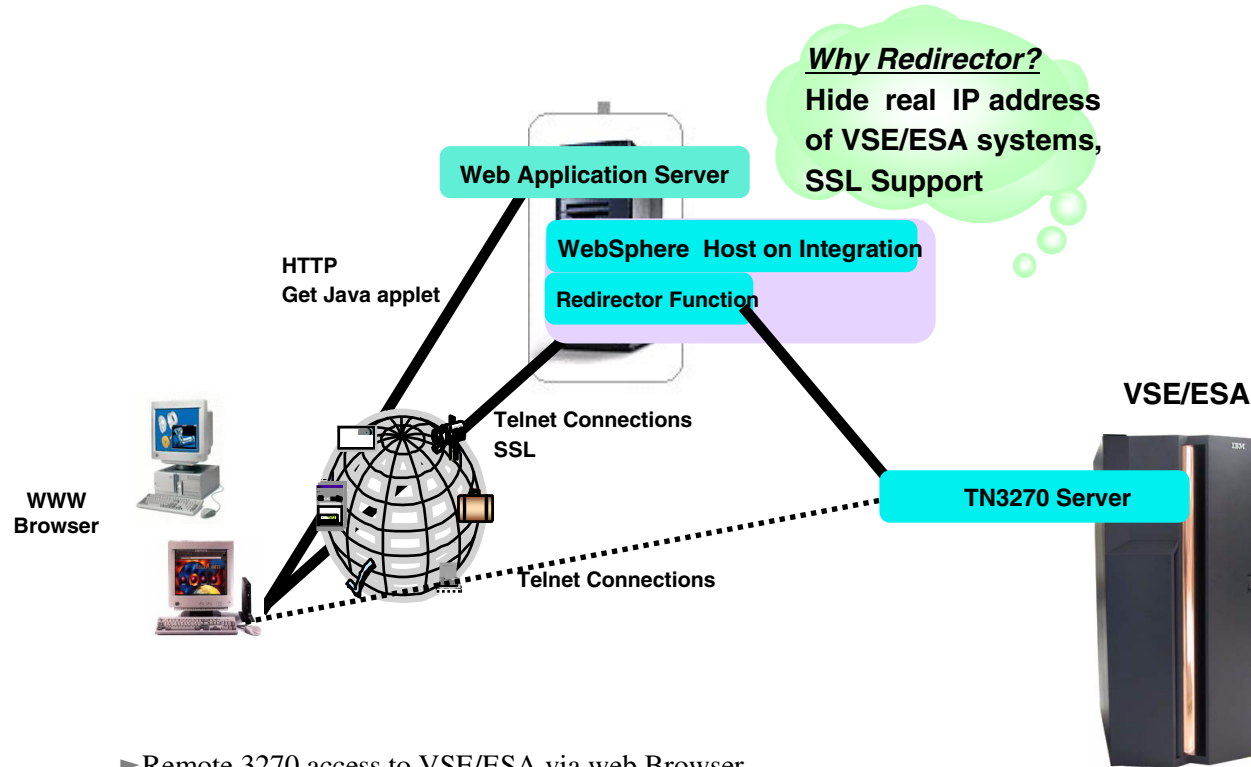 Why Redirector?
Hide real IP address
of VSE/ESA systems,
SSL Support
Web Application Server
WebSphere Host on Integration
Redirector Function
HTTP
Get Java applet
Telnet Connections
SSL
VSE/ESA
IBM
TN3270 Server
WWW
Browser
Telnet Connections
►Remote 3270 access to VSE/ESA via web Browser